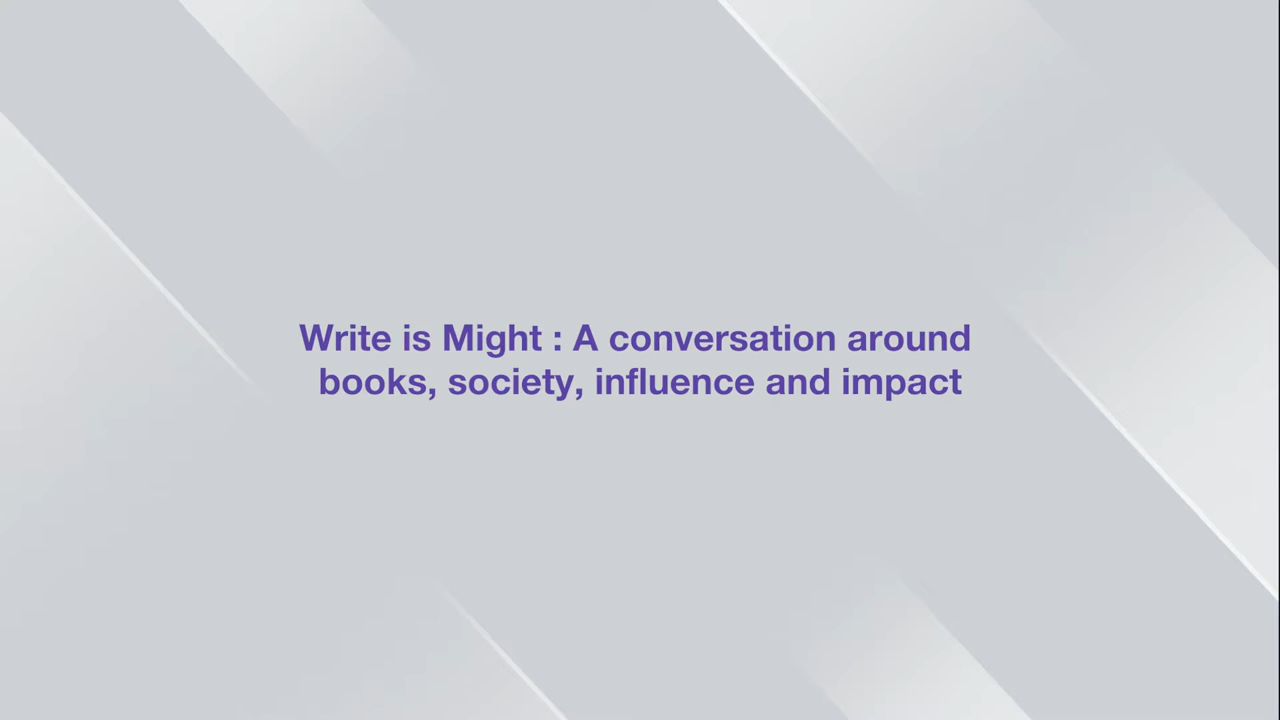 Write is Might : A conversation around
books, society, influence and impact